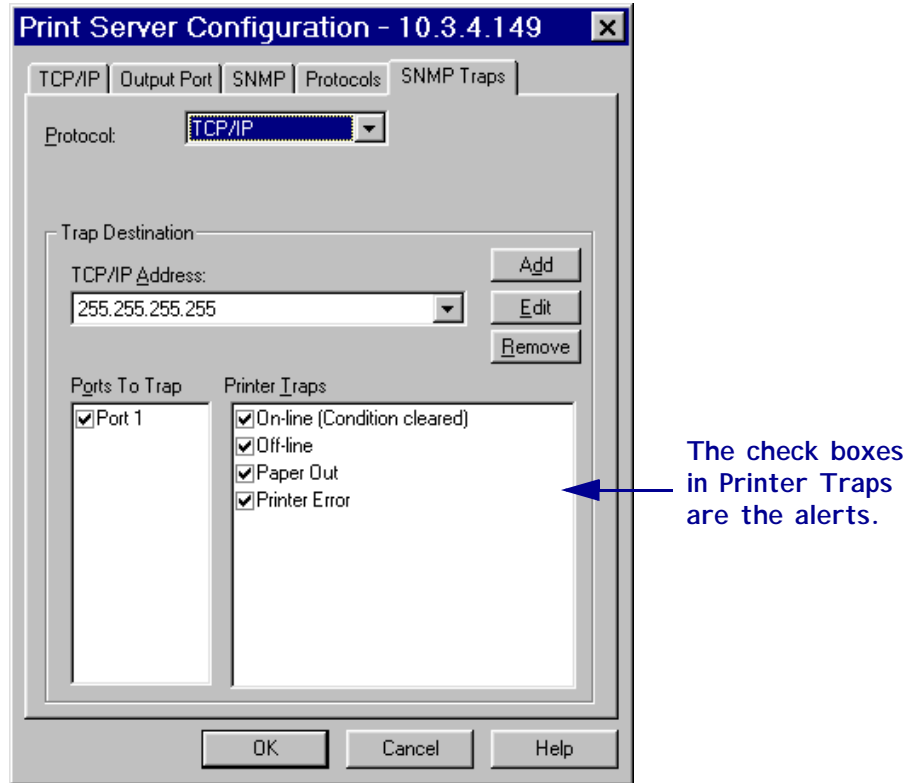 Print Server Configuration - 10.3.4.149
TCP/IP Output Port SNMP Protocols SNMP Traps
Protocol: TCP/IP
Trap Destination
TCP/IP Address:
255.255.255.255
Add
Edit
Remove
Ports To Trap
Port 1
Printer Traps
On-line (Condition cleared)
Off-line
Paper Out
Printer Error
The check boxes
in Printer Traps
are the alerts.
OK Cancel Help